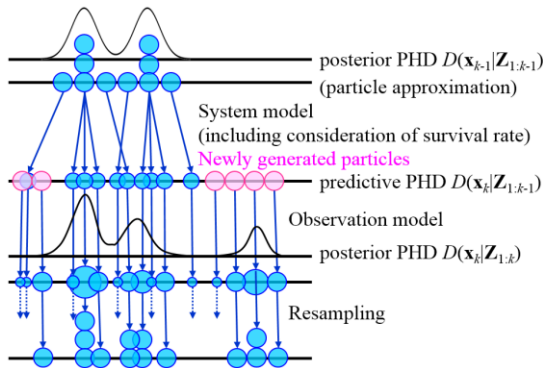 posterior PHD D(x_{k-1}|Z_{1:k-1})
(particle approximation)
System model
(including consideration of survival rate)
Newly generated particles
predictive PHD D(x_k|Z_{1:k-1})
Observation model
posterior PHD D(x_k|Z_{1:k})
Resampling